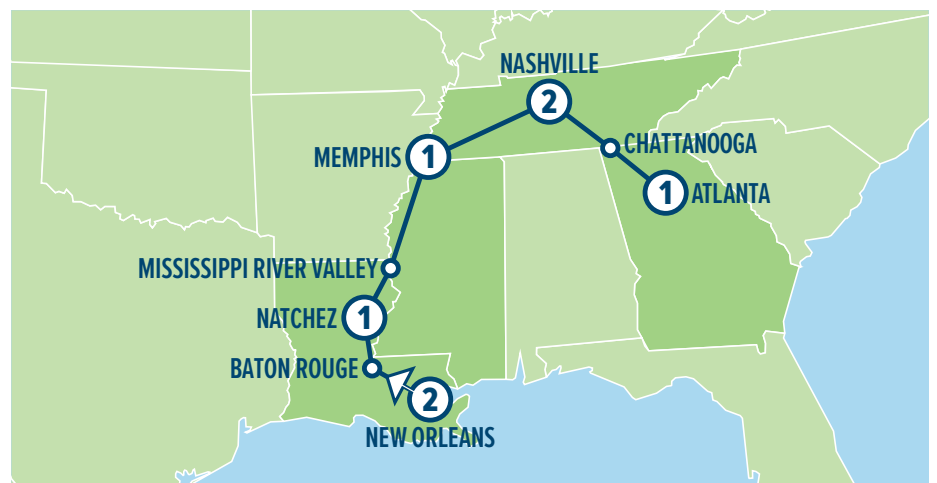 NASHVILLE
2
CHATTANOOGA
MEMPHIS 1
1 ATLANTA
MISSISSIPPI RIVER VALLEY
NATCHEZ 1
BATON ROUGE
2
NEW ORLEANS